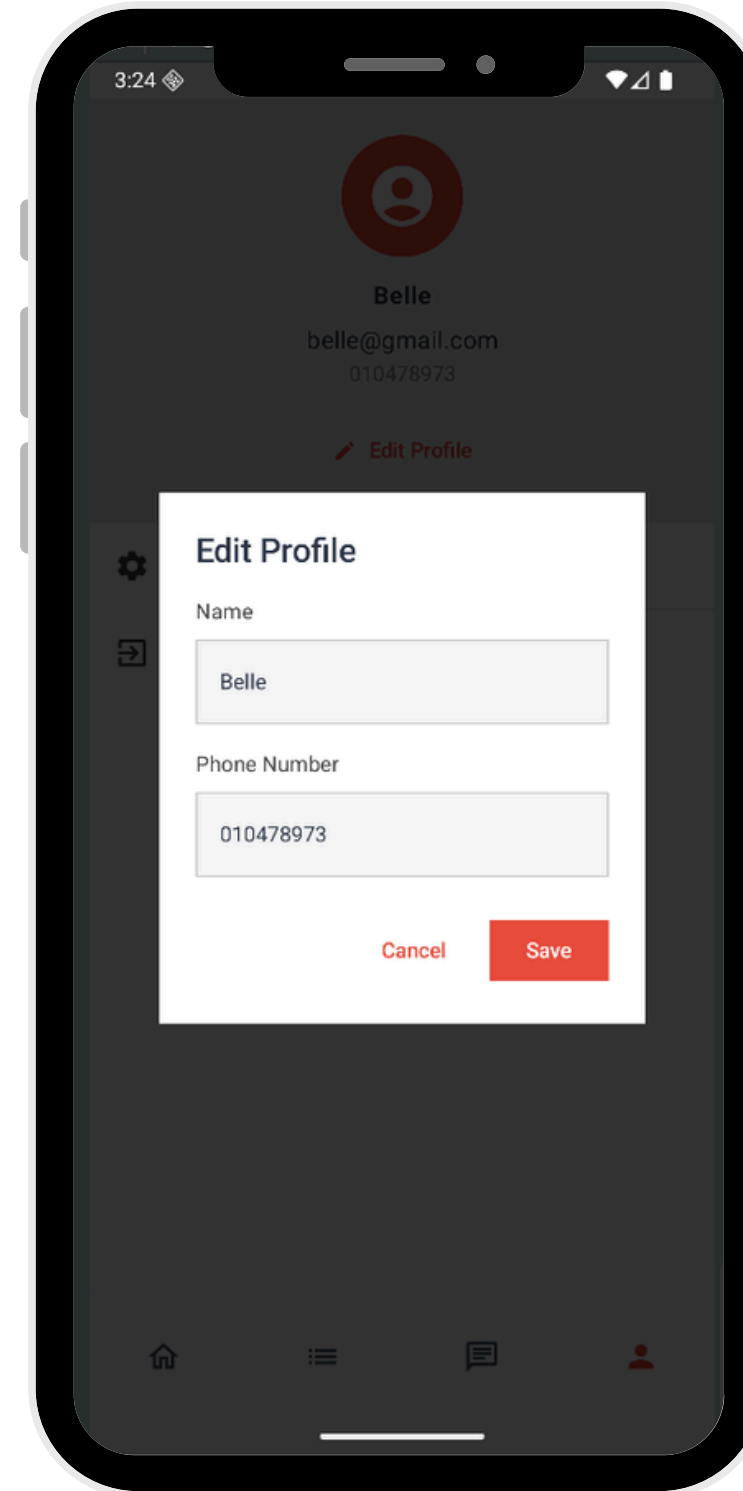 3:24
Belle
belle@gmail.com
010478973
Edit Profile
Edit Profile
Name
Belle
Phone Number
010478973
Cancel Save